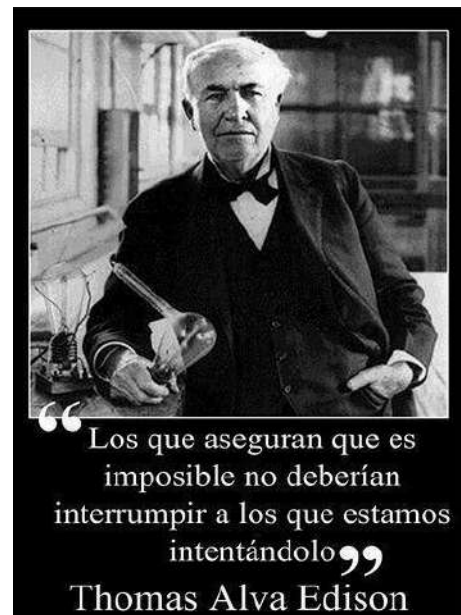 “ Los que aseguran que es
imposible no deberían
interrumpir a los que estamos
intentándolo ”
Thomas Alva Edison